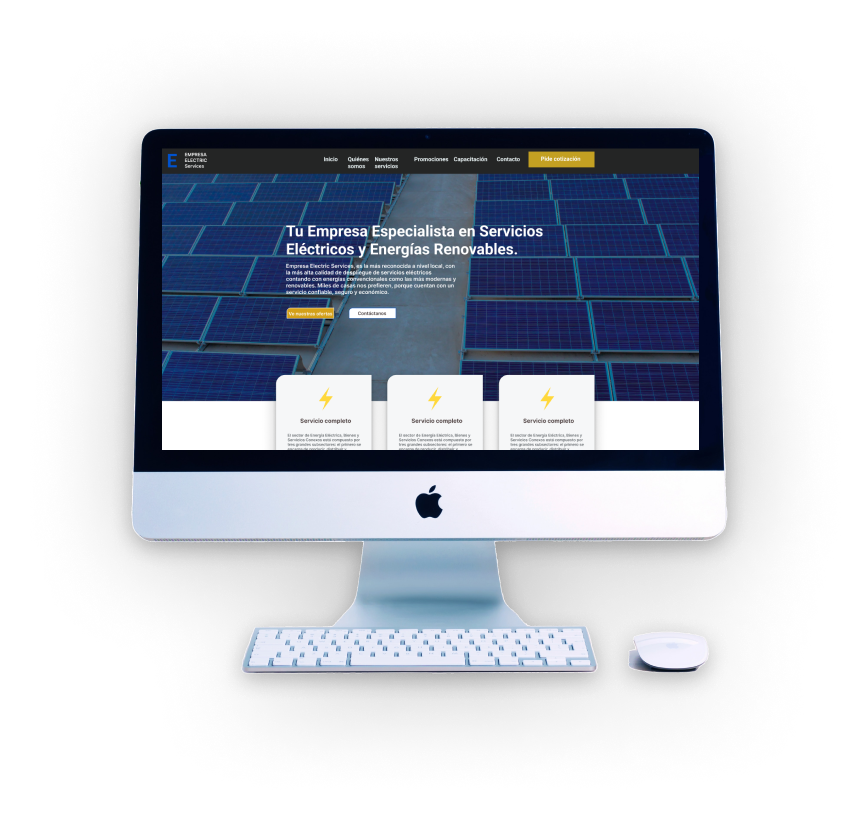 E
EMPRESA
ELECTRIC
Services
Inicio
Quiénes
somos
Nuestros
servicios
Promociones
Capacitación
Contacto
Pide cotización
Tu Empresa Especialista en Servicios
Eléctricos y Energías Renovables.
Empresa Electric Services, es la más reconocida a nivel local, con
la más alta calidad de despliegue de servicios eléctricos
contando con energías convencionales como las más modernas y
renovables. Miles de casas nos prefieren, porque cuentan con un
servicio confiable, seguro y económico.
Ve nuestras ofertas
Contáctanos
Servicio completo
El sector de Energía Eléctrica, Bienes y
Servicios Conexos está compuesto por
tres grandes subsectores: el primero se
Servicio completo
El sector de Energía Eléctrica, Bienes y
Servicios Conexos está compuesto por
tres grandes subsectores: el primero se
Servicio completo
El sector de Energía Eléctrica, Bienes y
Servicios Conexos está compuesto por
tres grandes subsectores: el primero se